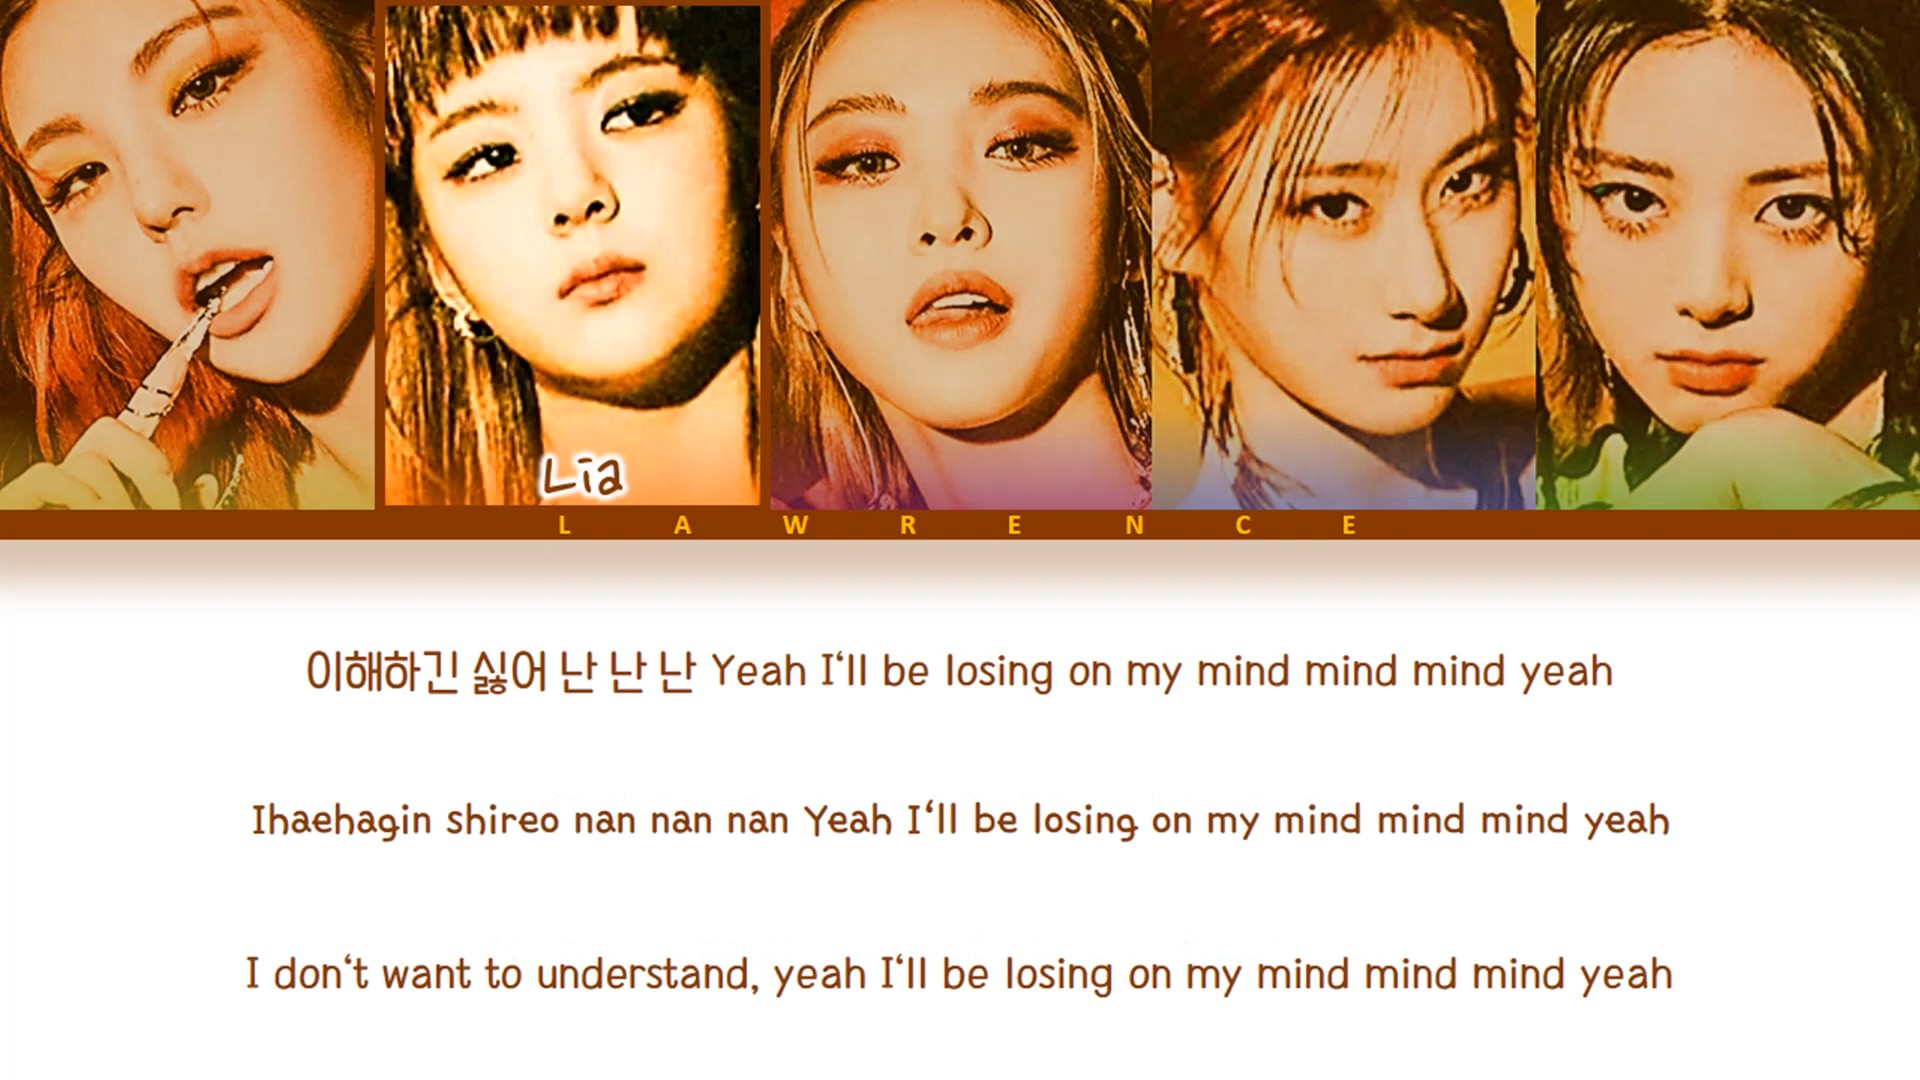 Lia
LAWRENCE
이해하긴 싫어 난 난 난 Yeah I‘ll be losing on my mind mind mind yeah
Ihaehagin shireo nan nan nan Yeah I‘ll be losing on my mind mind mind yeah
I don‘t want to understand, yeah I‘ll be losing on my mind mind mind yeah